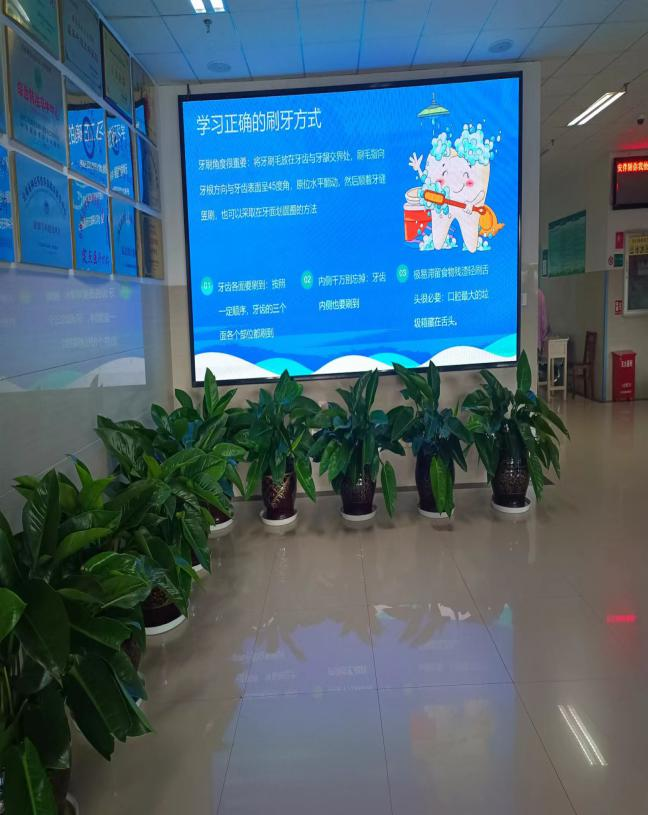 学习正确的刷牙方式
牙刷角度很重要：将牙刷毛放在牙齿与牙龈交界处，刷毛指向
牙根方向与牙齿表面呈45度角，原位水平颤动，然后顺着牙缝
竖刷，也可以采取在牙面划圆圈的方法
01 牙齿各面要刷到：按照
一定顺序，牙齿的三个
面各个部位都刷到
02 内侧千万别忘掉：牙齿
内侧也要刷到
03 极易滞留食物残渣轻刷舌
头很必要：口腔最大的垃
圾箱藏在舌头。